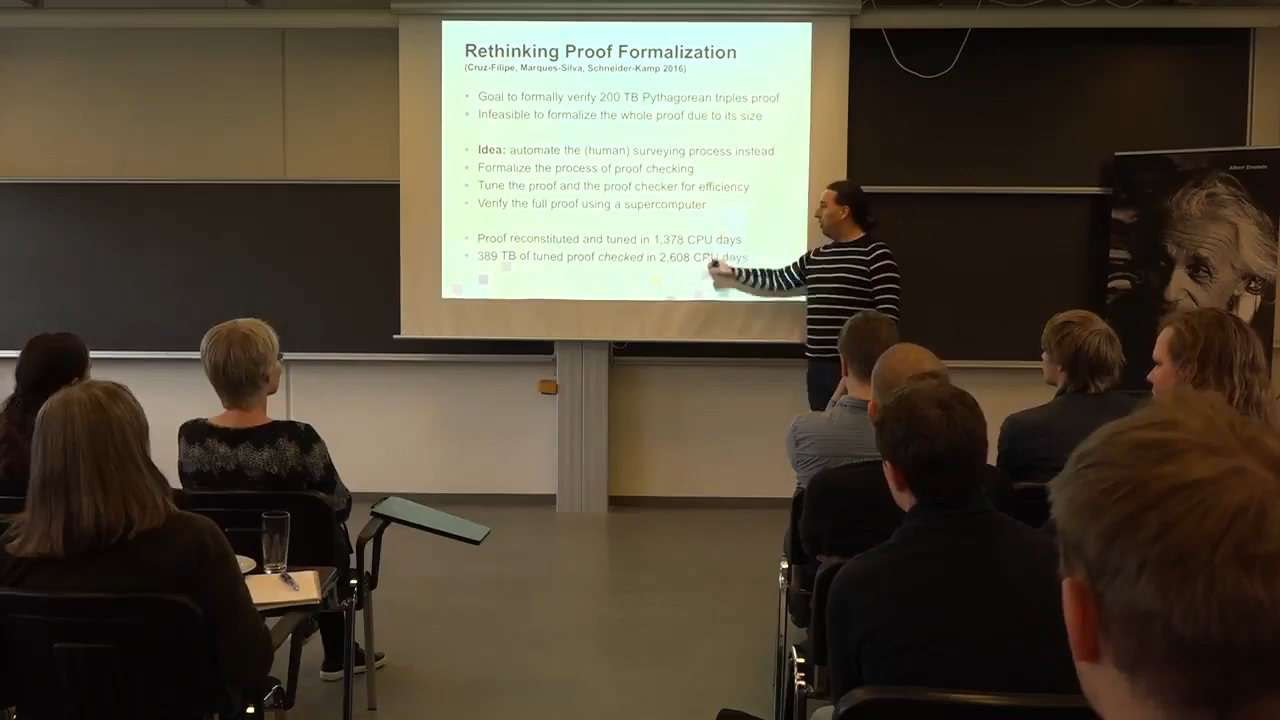 Rethinking Proof Formalization
(Cruz-Filipe, Marques-Silva, Schneider-Kamp 2016)
Goal to formally verify 200 TB Pythagorean triples proof
Infeasible to formalize the whole proof due to its size
Idea: automate the (human) surveying process instead
Formalize the process of proof checking
Tune the proof and the proof checker for efficiency
Verify the full proof using a supercomputer
Proof reconstituted and tuned in 1,378 CPU days
389 TB of tuned proof checked in 2,608 CPU days
Albert Einstein